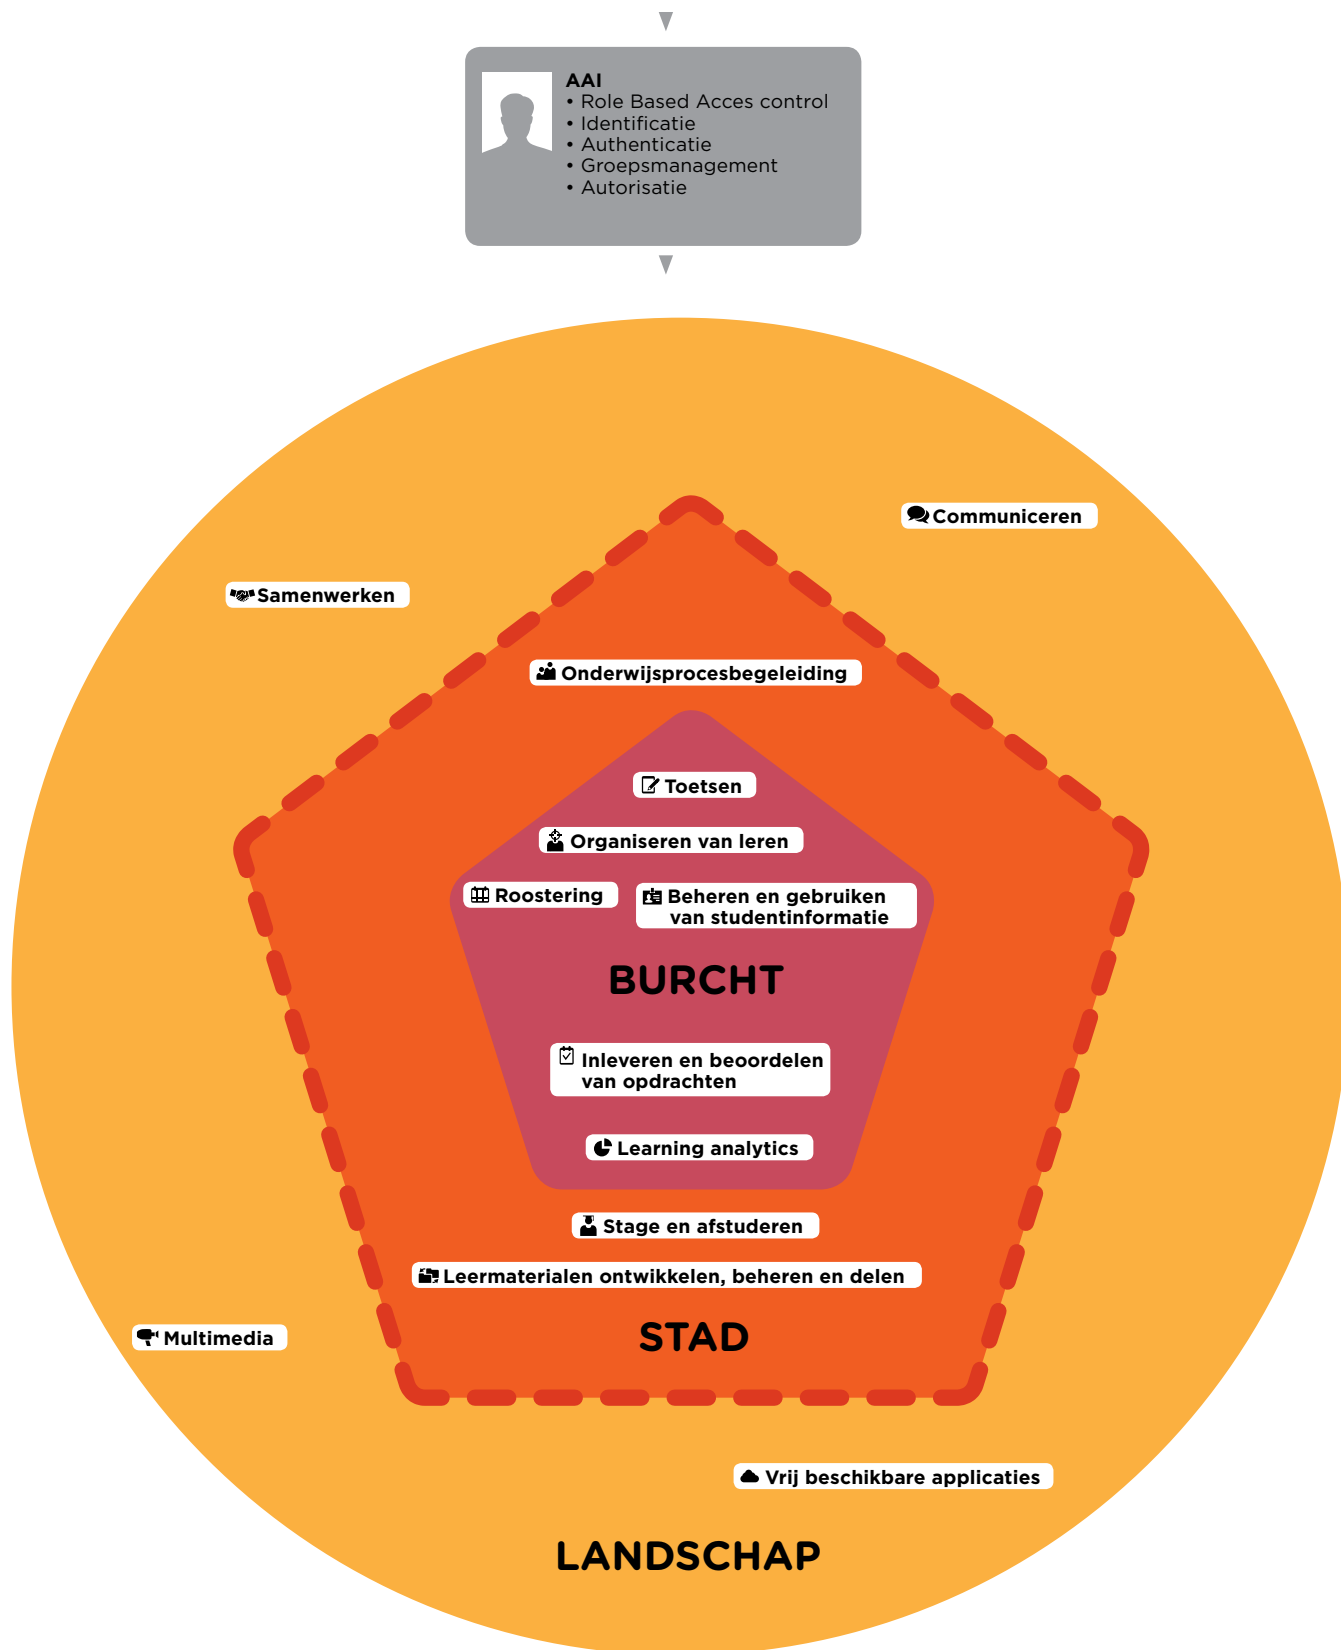 AAI
• Role Based Acces control
• Identificatie
• Authenticatie
• Groepsmanagement
• Autorisatie
Communiceren
Samenwerken
Onderwijsprocesbegeleiding
Toetsen
Organiseren van leren
Roostering
Beheren en gebruiken
van studentinformatie
BURCHT
Inleveren en beoordelen
van opdrachten
Learning analytics
Stage en afstuderen
Leermaterialen ontwikkelen, beheren en delen
STAD
Multimedia
Vrij beschikbare applicaties
LANDSCHAP